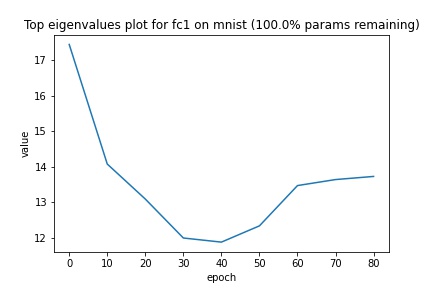 Top eigenvalues plot for fc1 on mnist (100.0% params remaining)
17
16
15
14
13
12
value
0 10 20 30 40 50 60 70 80
epoch